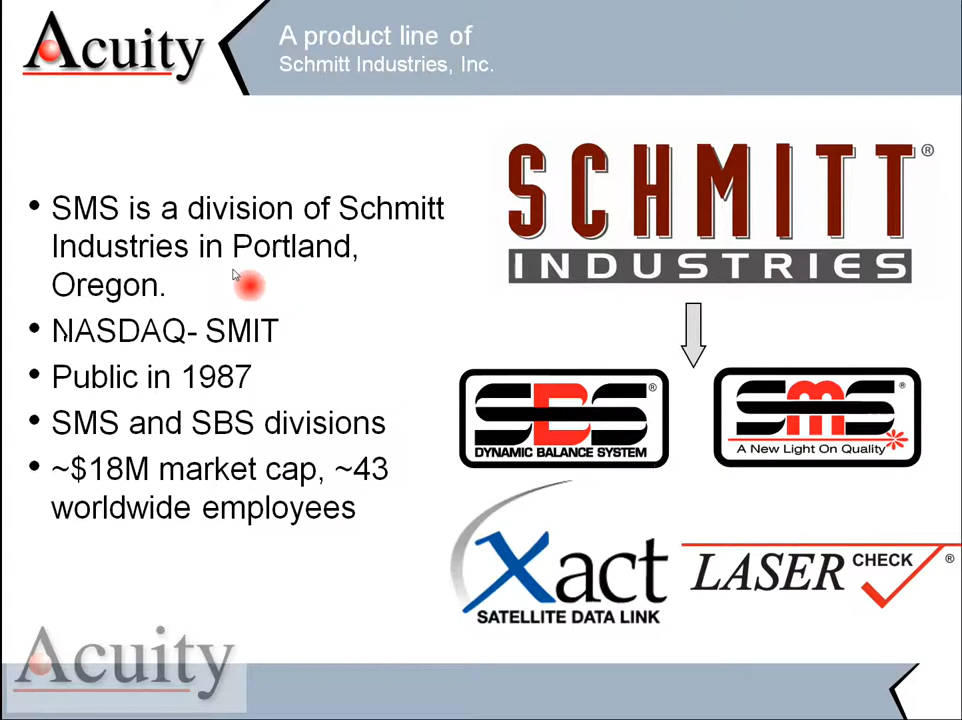 Acuity
A product line of
Schmitt Industries, Inc.
• SMS is a division of Schmitt
Industries in Portland,
Oregon.
• NASDAQ- SMIT
• Public in 1987
• SMS and SBS divisions
• ~$18M market cap, ~43
worldwide employees
SCHMITT®
INDUSTRIES
SBS®
DYNAMIC BALANCE SYSTEM
SMS®
A New Light On Quality
Xact
SATELLITE DATA LINK
LASER CHECK®
Acuity